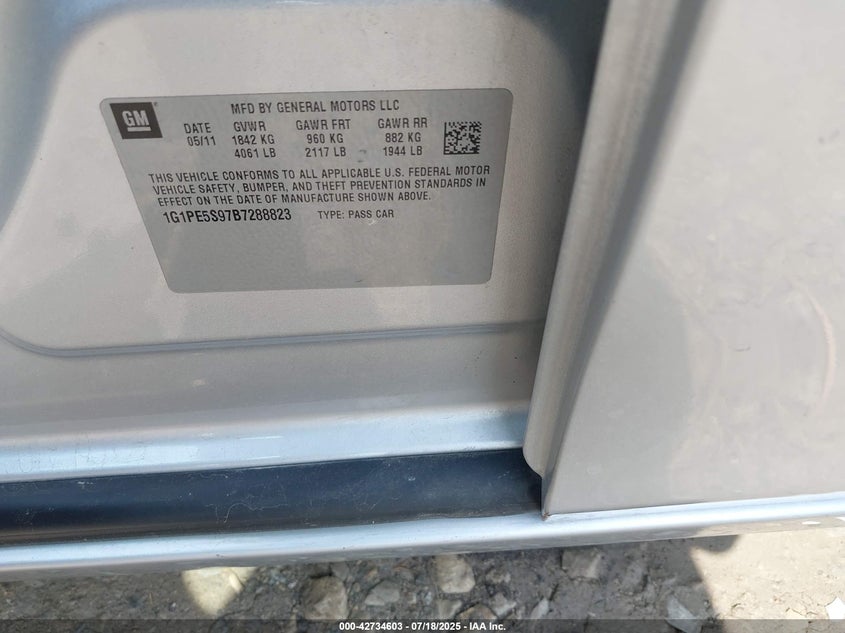 GM
MFD BY GENERAL MOTORS LLC
DATE GVWR GAWR FRT GAWR RR
05/11 1842 KG 960 KG 882 KG
4061 LB 2117 LB 1944 LB
THIS VEHICLE CONFORMS TO ALL APPLICABLE U.S. FEDERAL MOTOR
VEHICLE SAFETY, BUMPER, AND THEFT PREVENTION STANDARDS IN
EFFECT ON THE DATE OF MANUFACTURE SHOWN ABOVE.
1G1PE5S97B7288823 TYPE: PASS CAR
000-42734603 / 07/18/2025 - IAA Inc.